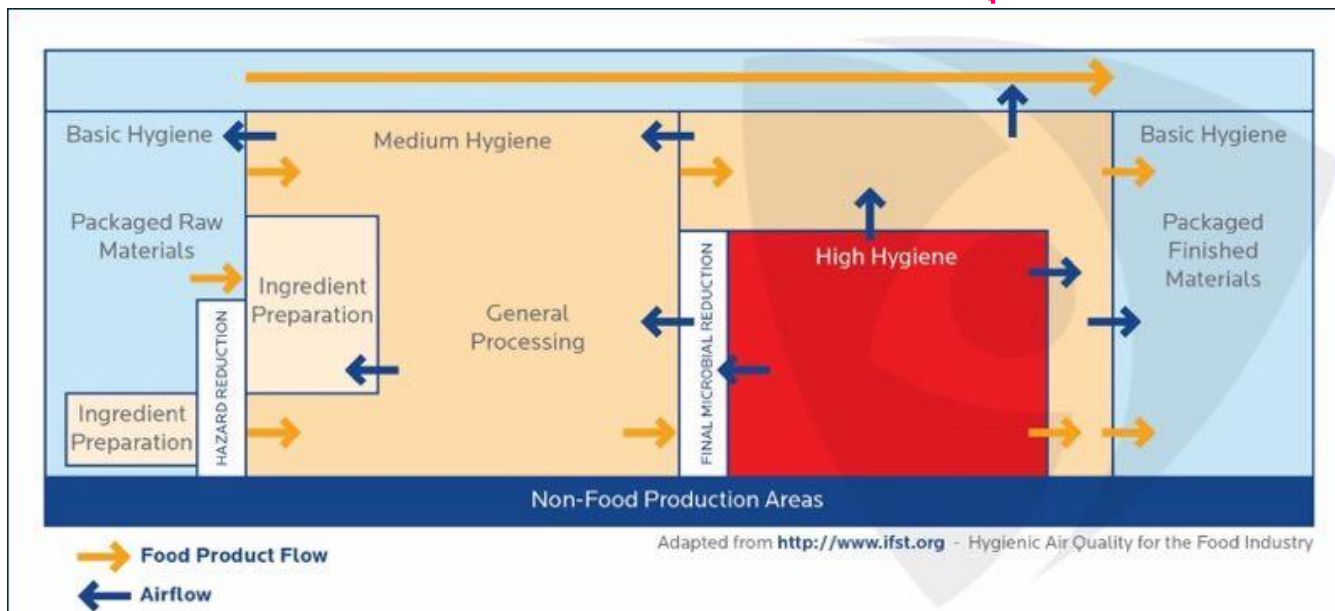 Basic Hygiene
Packaged Raw
Materials
Ingredient
Preparation
HAZARD REDUCTION
Medium Hygiene
Ingredient
Preparation
General
Processing
FINAL MICROBIAL REDUCTION
High Hygiene
Basic Hygiene
Packaged
Finished
Materials
Non-Food Production Areas
Food Product Flow
Airflow
Adapted from http://www.ifst.org - Hygienic Air Quality for the Food Industry